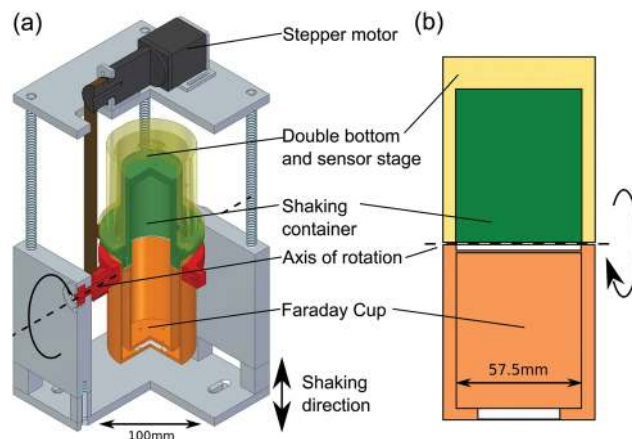 (a)
Stepper motor
Double bottom
and sensor stage
Shaking
container
Axis of rotation
Faraday Cup
Shaking
direction
100mm
(b)
57.5mm